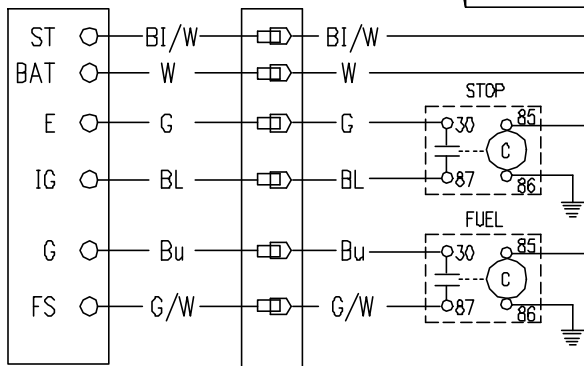 ST BI/W BI/W
BAT W W
STOP
E G G 30 85
C
IG BL BL 87 86
FUEL
G Bu Bu 30 85
C
FS G/W G/W 87 86